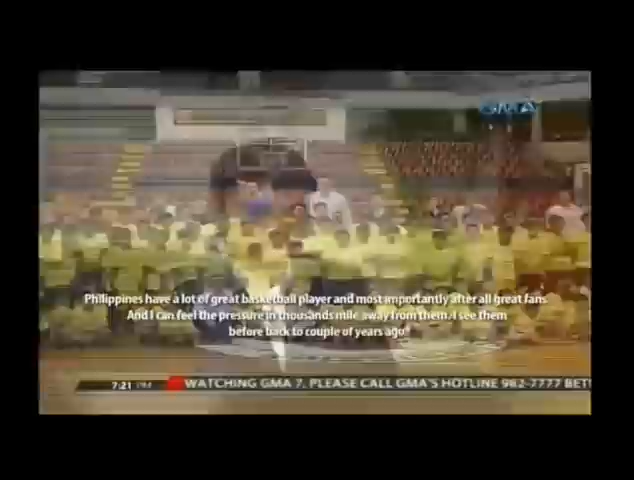 GMA
Philippines have a lot of great basketball player and most importantly after all great fans.
And I can feel the pressure in thousands mile away from them. I see them
before back to couple of years ago."
7:21 PM WATCHING GMA 7, PLEASE CALL GMA'S HOTLINE 982-7777 BET